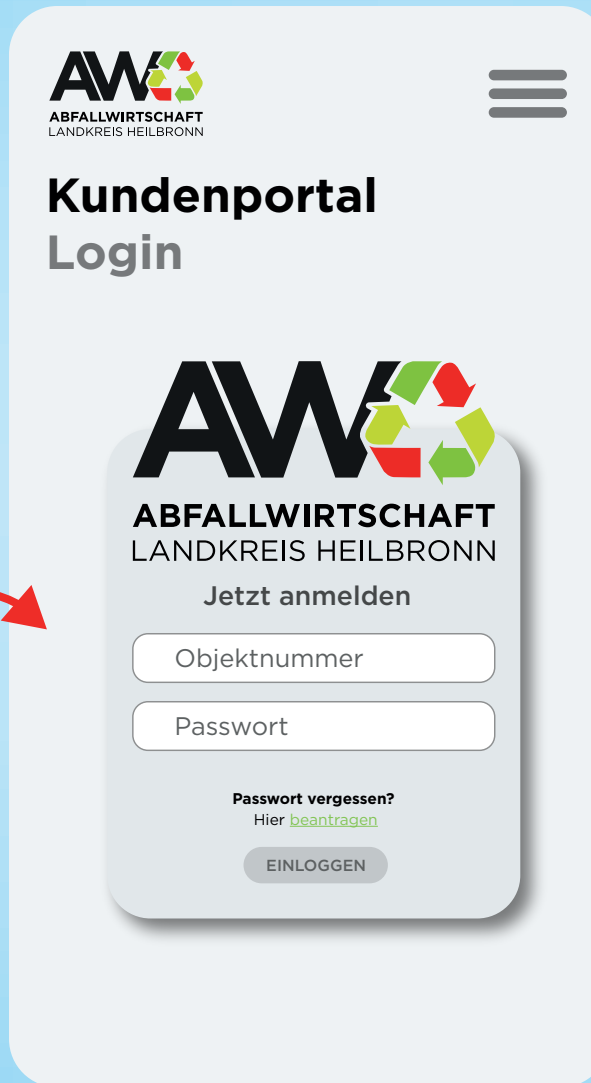 AW
ABFALLWIRTSCHAFT
LANDKREIS HEILBRONN
Kundenportal
Login
AW
ABFALLWIRTSCHAFT
LANDKREIS HEILBRONN
Jetzt anmelden
Objektnummer
Passwort
Passwort vergessen?
Hier beantragen
EINLOGGEN